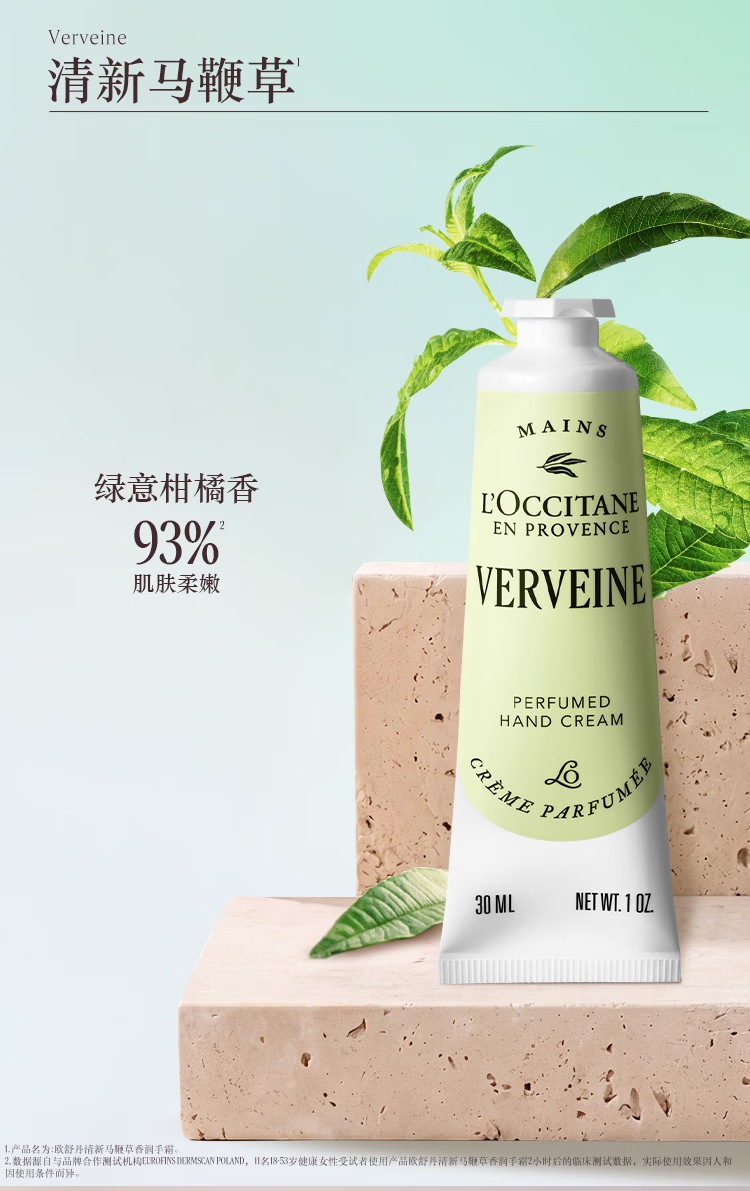 Verveine
清新马鞭草1
绿意柑橘香
93%2
肌肤柔嫩
MAINS
L'OCCITANE
EN PROVENCE
VERVEINE
PERFUMED
HAND CREAM
LO
CRÈME PARFUMÉE
30 ML NET WT. 1 OZ.
1.产品名为:欧舒丹清新马鞭草香润手霜。
2.数据源自与品牌合作测试机构EUROFINS DERMSCAN POLAND，11名18-53岁健康女性受试者使用产品欧舒丹清新马鞭草香润手霜2小时后的临床测试数据，实际使用效果因人和
因使用条件而异。